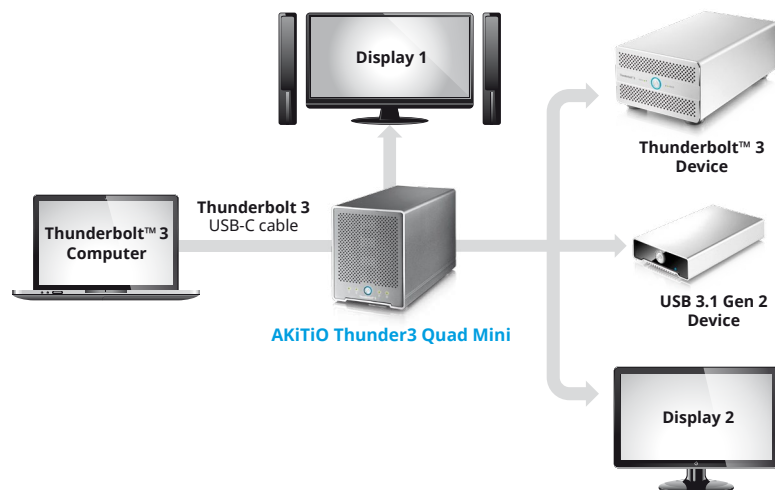 Display 1
Thunderbolt™ 3
Device
Thunderbolt 3
USB-C cable
Thunderbolt™ 3
Computer
USB 3.1 Gen 2
Device
AKiTiO Thunder3 Quad Mini
Display 2